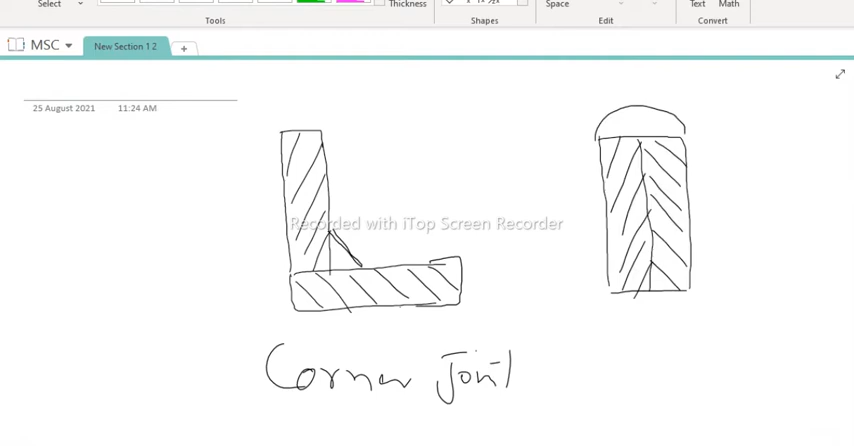 Select
Tools
Thickness
Shapes
Space
Edit
Text
Math
Convert
MSC
New Section 1 2
25 August 2021 11:24 AM
Recorded with iTop Screen Recorder
Corner Joint